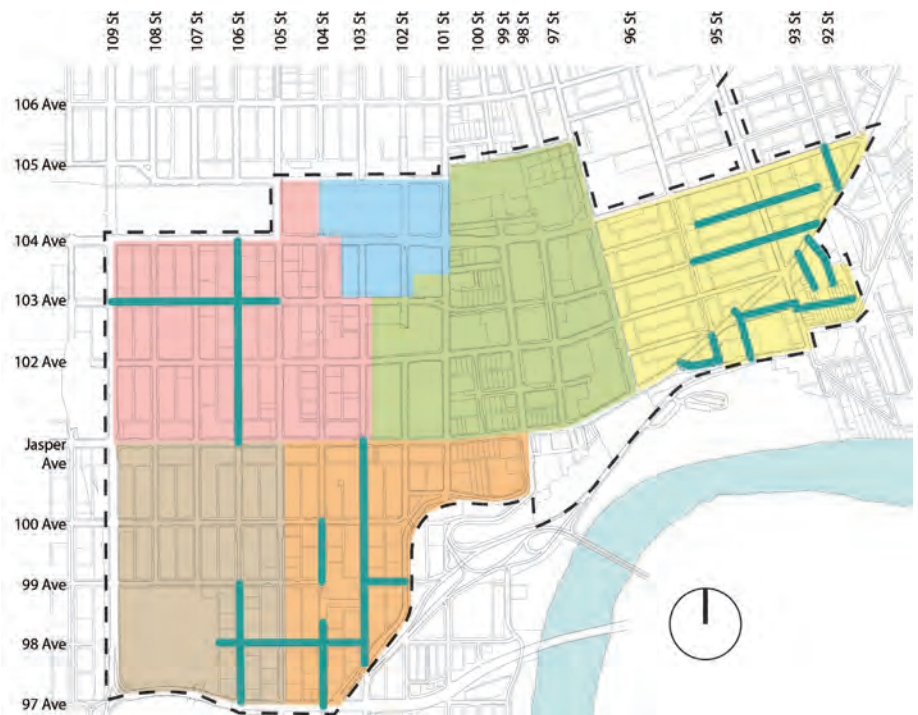 109 St
108 St
107 St
106 St
105 St
104 St
103 St
102 St
101 St
100 St
99 St
98 St
97 St
96 St
95 St
93 St
92 St
106 Ave
105 Ave
104 Ave
103 Ave
102 Ave
Jasper
Ave
100 Ave
99 Ave
98 Ave
97 Ave